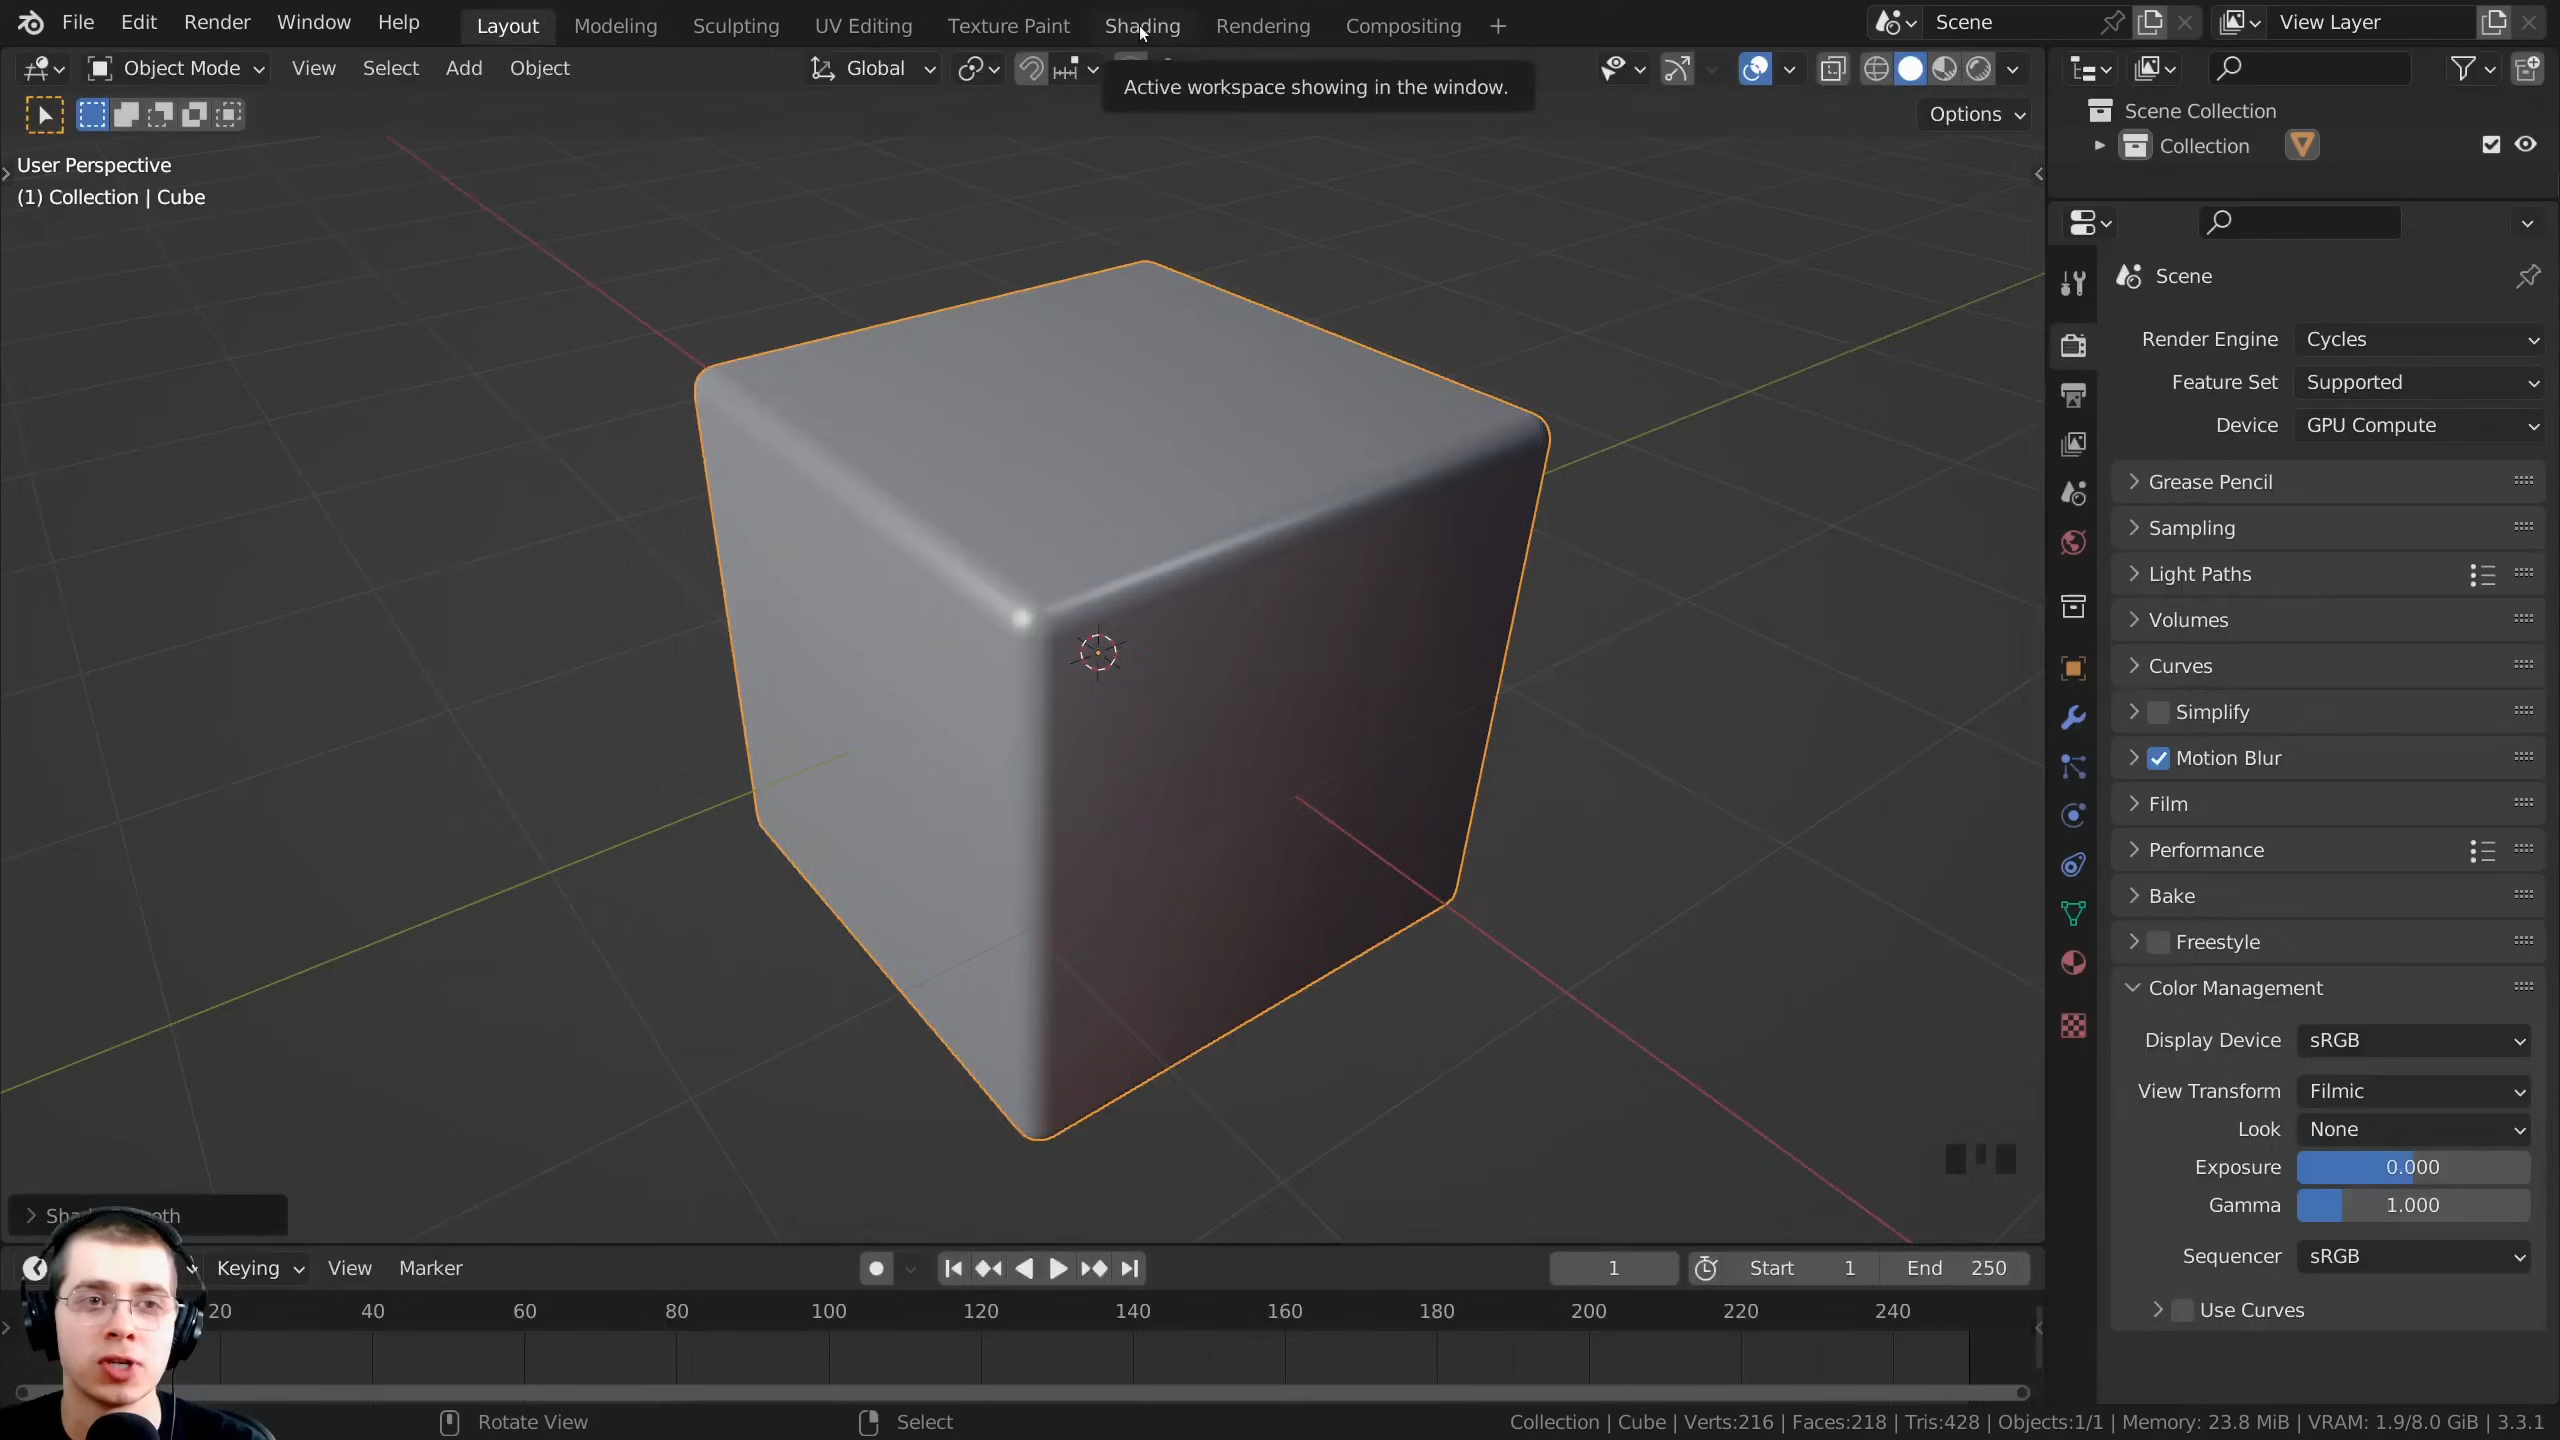 File Edit Render Window Help Layout Modeling Sculpting UV Editing Texture Paint Shading Rendering Compositing + Scene View Layer
Object Mode View Select Add Object Global
Active workspace showing in the window.
Options
User Perspective
(1) Collection | Cube
Scene Collection
Collection
Scene
Render Engine Cycles
Feature Set Supported
Device GPU Compute
Grease Pencil
Sampling
Light Paths
Volumes
Curves
Simplify
Motion Blur
Film
Performance
Bake
Freestyle
Color Management
Display Device sRGB
View Transform Filmic
Look None
Exposure 0.000
Gamma 1.000
Sequencer sRGB
Use Curves
Keying View Marker 1 Start 1 End 250
20 40 60 80 100 120 140 160 180 200 220 240
Rotate View Select Collection | Cube | Verts:216 | Faces:218 | Tris:428 | Objects:1/1 | Memory: 23.8 MiB | VRAM: 1.9/8.0 GiB | 3.3.1